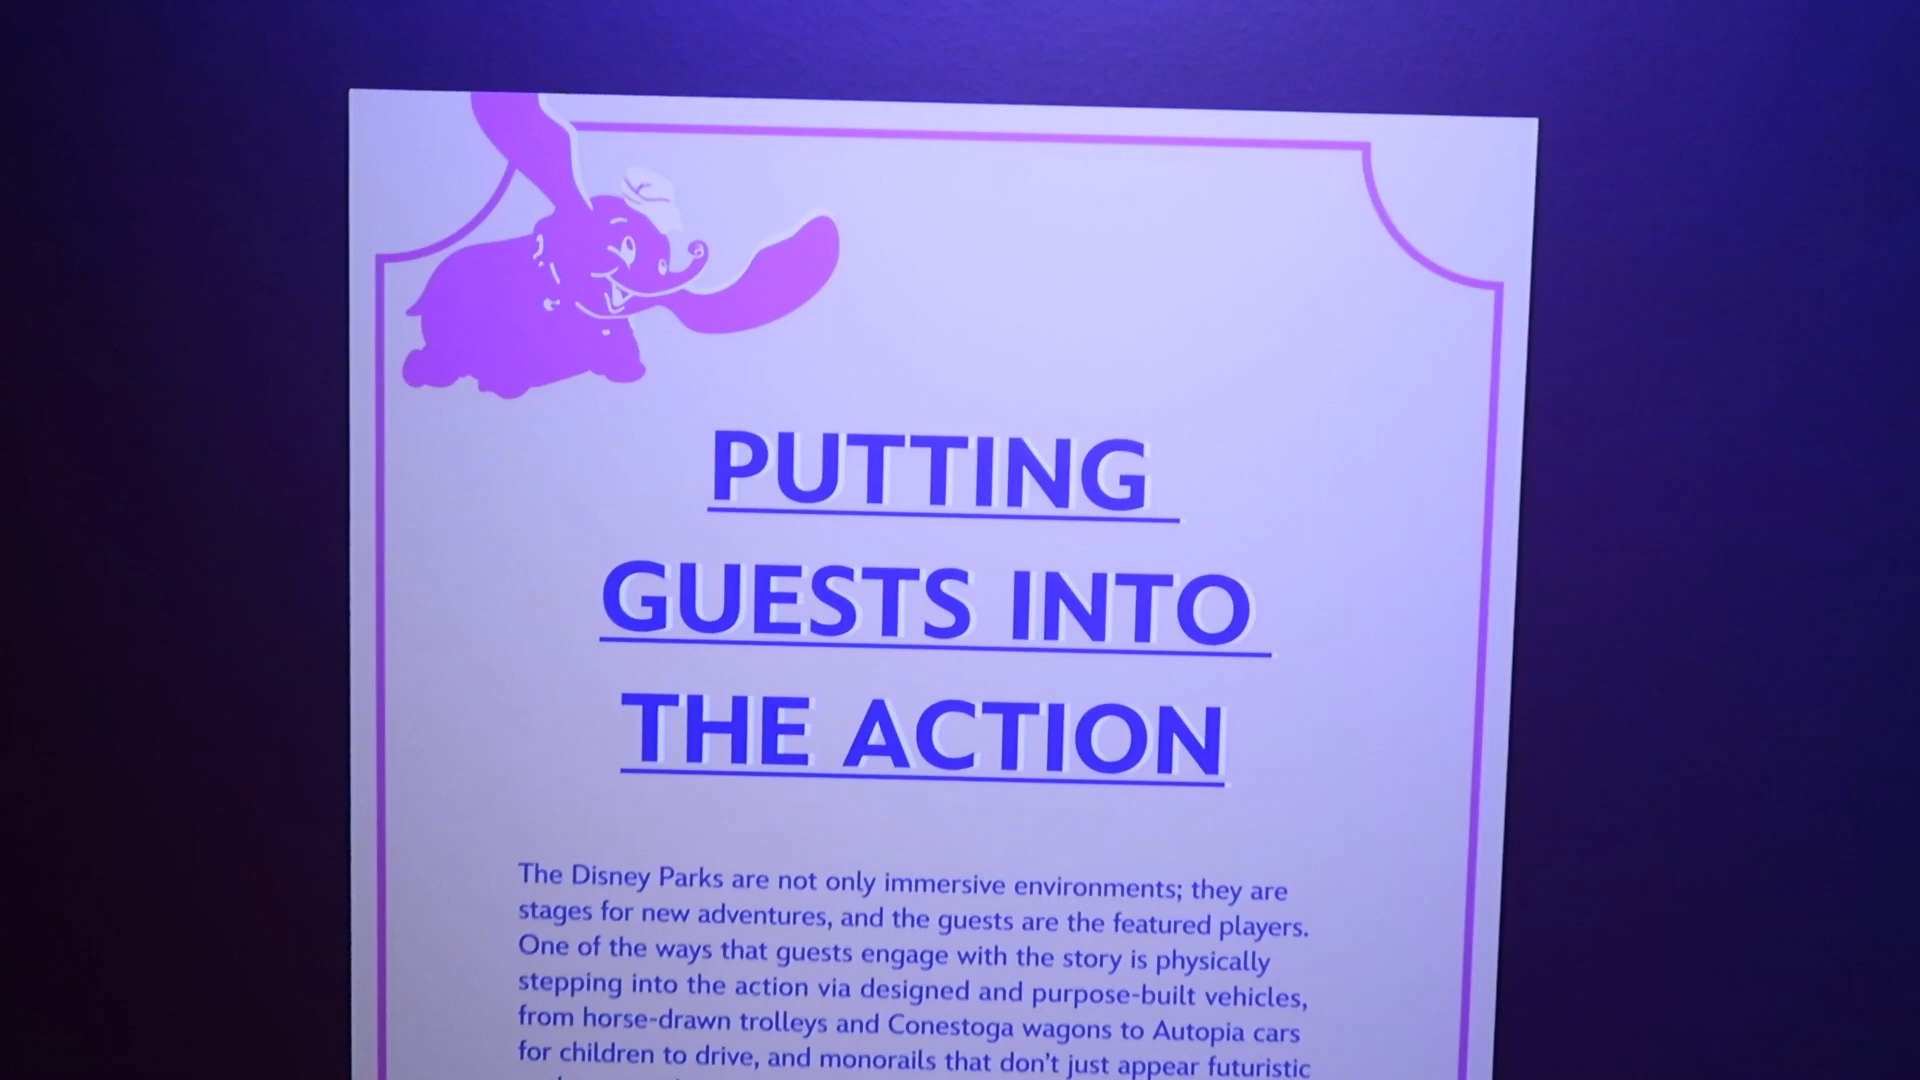 PUTTING
GUESTS INTO
THE ACTION
The Disney Parks are not only immersive environments; they are
stages for new adventures, and the guests are the featured players.
One of the ways that guests engage with the story is physically
stepping into the action via designed and purpose-built vehicles,
from horse-drawn trolleys and Conestoga wagons to Autopia cars
for children to drive, and monorails that don't just appear futuristic